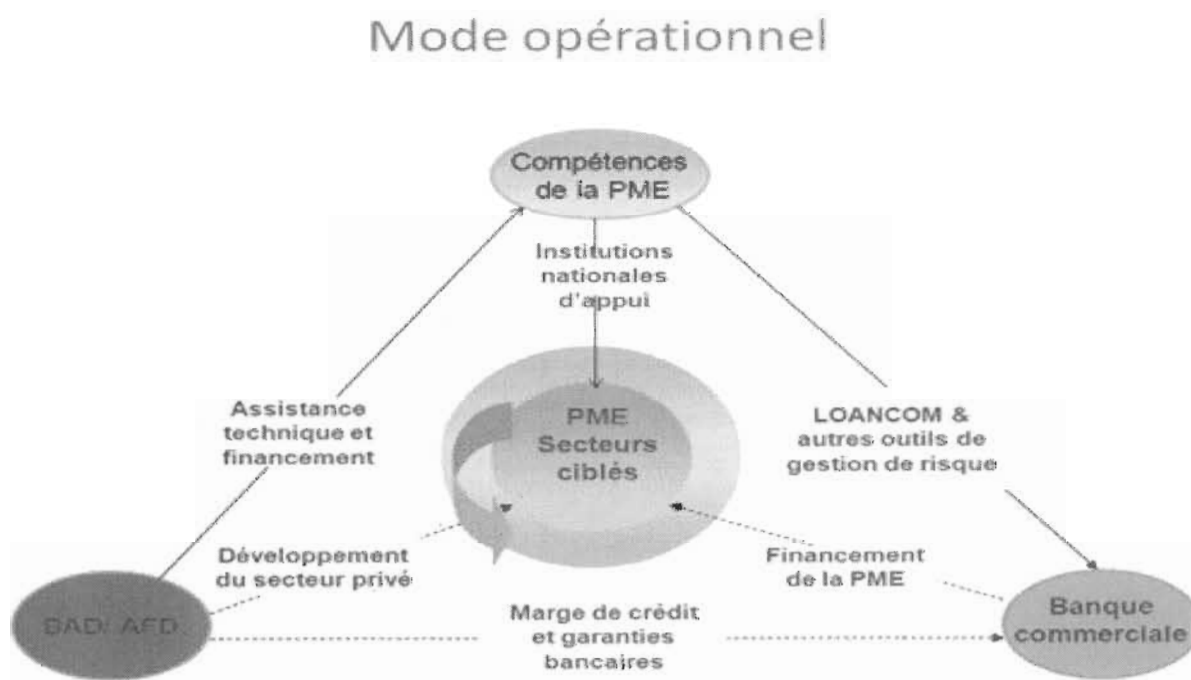 Mode opérationnel
Compétences
de la PME
Institutions
nationales
d'appui
Assistance
technique et
financement
PME
Secteurs
ciblés
LOANCOM &
autres outils de
gestion de risque
Développement
du secteur privé
Financement
de la PME
BAD/ AFD
Marge de crédit
et garanties
bancaires
Banque
commerciale